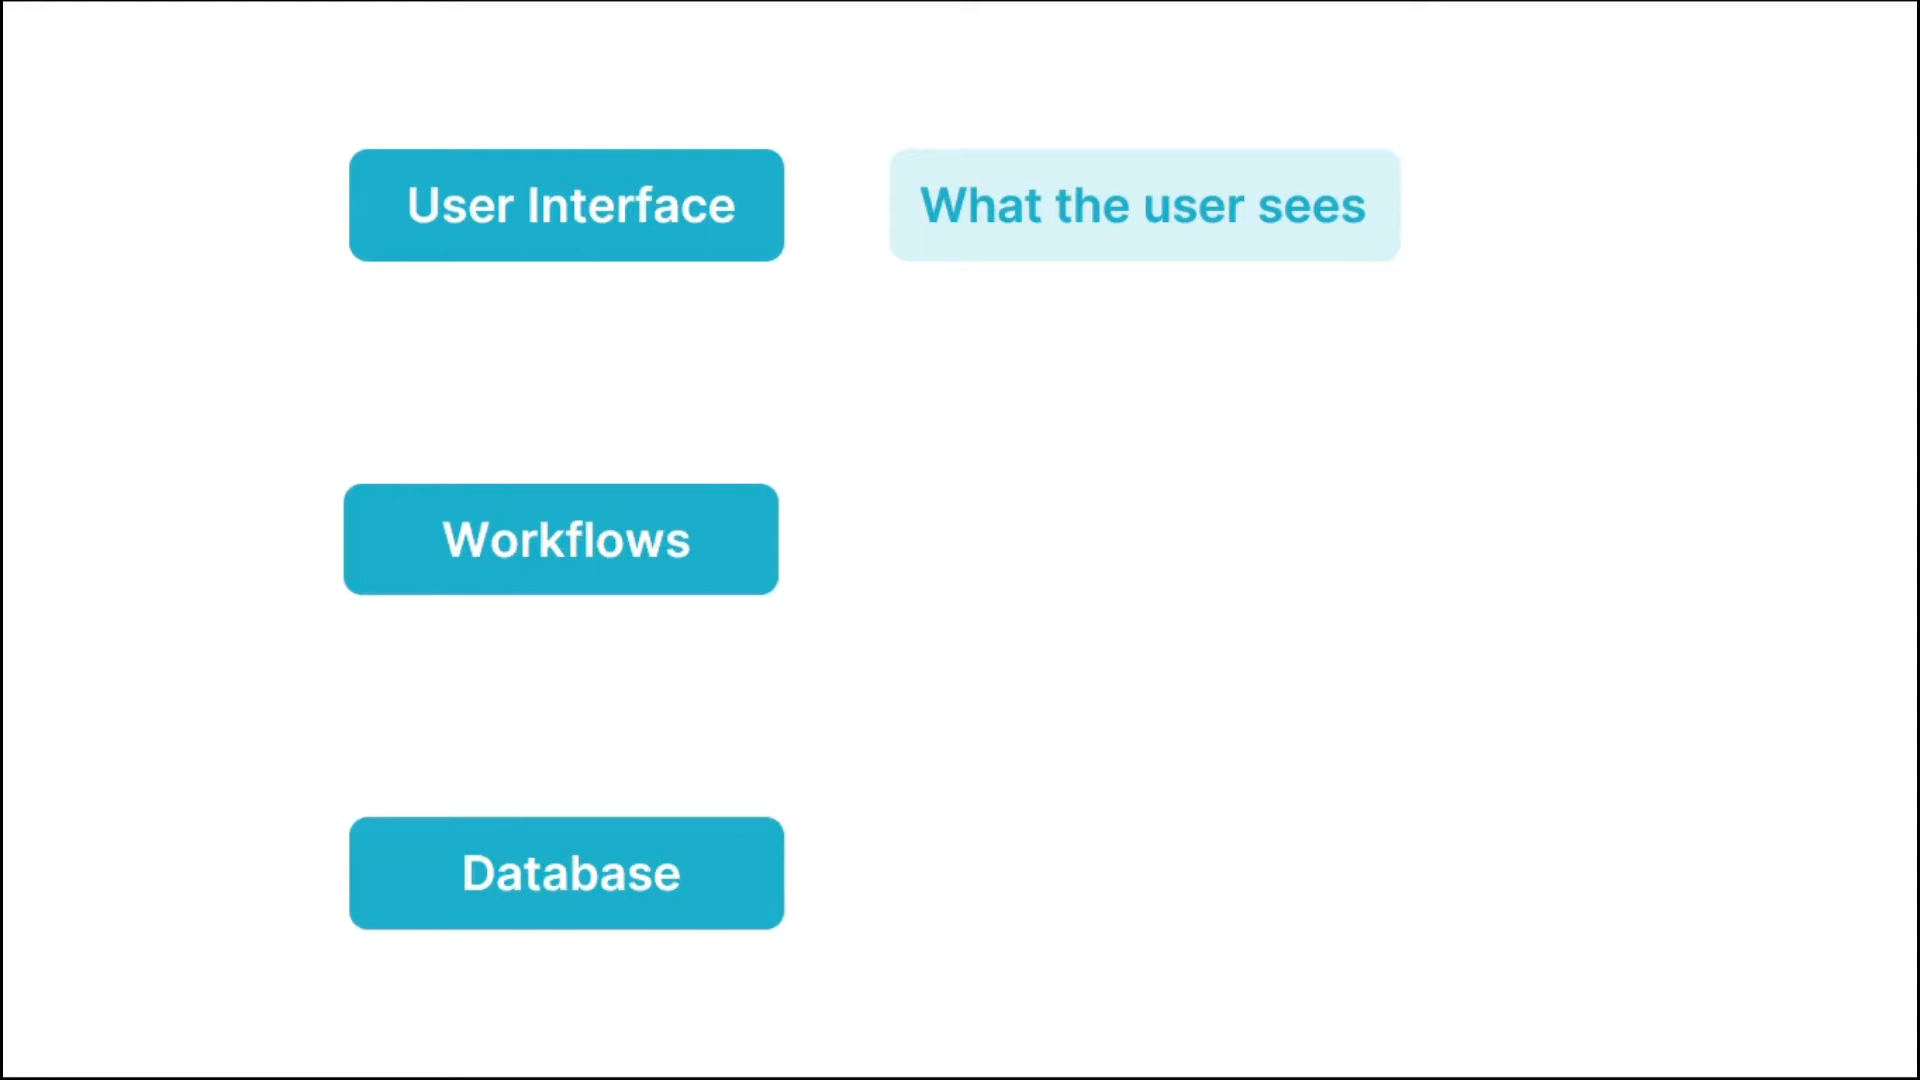 User Interface
What the user sees
Workflows
Database